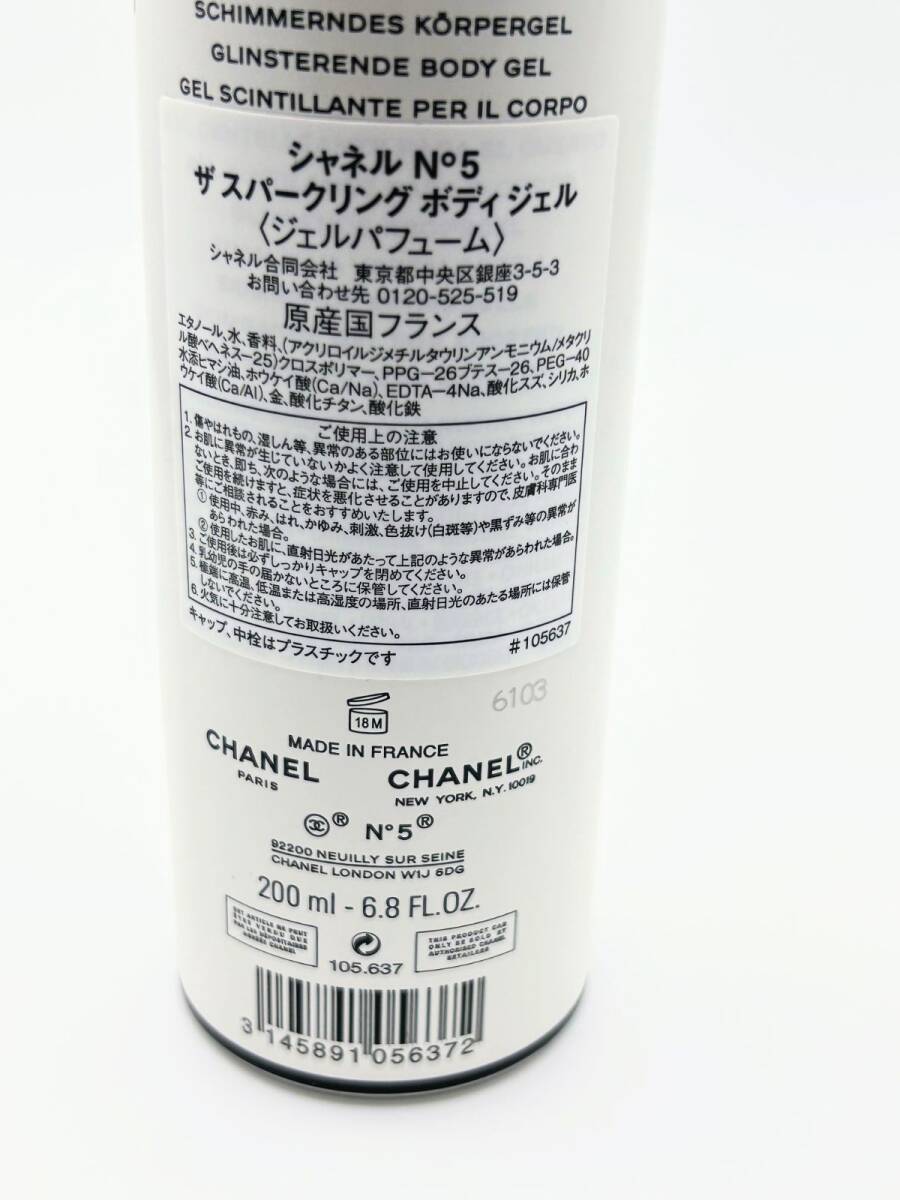 SCHIMMERNDES KÖRPERGEL
GLINSTERENDE BODY GEL
GEL SCINTILLANTE PER IL CORPO
シャネル N°5
ザ スパークリング ボディ ジェル
〈ジェルパフューム〉
シャネル合同会社 東京都中央区銀座3-5-3
お問い合わせ先 0120-525-519
原産国フランス
エタノール、水、香料、(アクリロイルジメチルタウリンアンモニウム/メタクリ
ル酸ベヘネス-25)クロスポリマー、PPG-26ブテス-26、PEG-40
水添ヒマシ油、ホウケイ酸(Ca/Na)、EDTA-4Na、酸化スズ、シリカ、ホ
ウケイ酸(Ca/Al)、金、酸化チタン、酸化鉄
ご使用上の注意
1. 傷やはれもの、湿しん等、異常のある部位にはお使いにならないでください。
2. お肌に異常が生じていないかよく注意して使用してください。お肌に合わ
ないとき、即ち、次のような場合には、ご使用を中止してください。そのまま
ご使用を続けますと、症状を悪化させることがありますので、皮膚科専門医
等にご相談されることをおすすめいたします。
① 使用中、赤み、はれ、かゆみ、刺激、色抜け(白斑等)や黒ずみ等の異常が
あらわれた場合。
② 使用したお肌に、直射日光があたって上記のような異常があらわれた場合。
3. ご使用後は必ずしっかりキャップを閉めてください。
4. 乳幼児の手の届かないところに保管してください。
5. 極端に高温、低温または高湿度の場所、直射日光のあたる場所には保管
しないでください。
6. 火気に十分注意してお取扱いください。
キャップ、中栓はプラスチックです #105637
6103
18 M
MADE IN FRANCE
CHANEL
PARIS
CHANEL® INC.
NEW YORK, N.Y. 10019
® N°5®
92200 NEUILLY SUR SEINE
CHANEL LONDON W1J 6DG
200 ml - 6.8 FL.OZ.
CET ARTICLE NE PEUT
ETRE VENDU QUE
PAR LES DÉPOSITAIRES
AGRÉÉS CHANEL
THIS PRODUCT CAN
ONLY BE SOLD BY
AUTHORISED CHANEL
RETAILERS
105.637
3 145891 056372